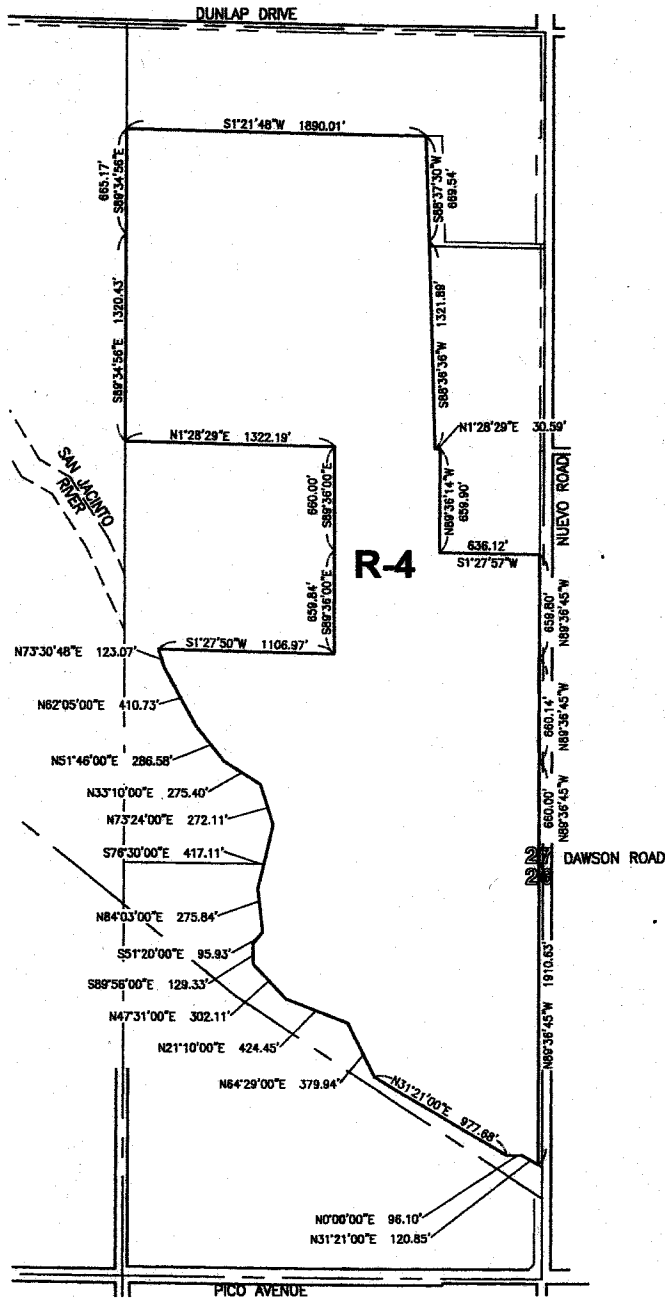 DUNLAP DRIVE
S1°21'48"W 1890.01'
665.17'
S89°34'56"E
S88°37'30"W
669.54'
1320.43'
S89°34'56"E
1321.89'
S88°36'36"W
N1°28'29"E 1322.19'
N1°28'29"E 30.59'
SAN JACINTO
RIVER
660.00'
S89°36'00"E
N89°36'14"W
659.90'
NUEVO ROAD
636.12'
S1°27'57"W
R-4
659.84'
S89°36'00"E
659.80'
N89°36'45"W
S1°27'50"W 1106.97'
N73°30'48"E 123.07'
N62°05'00"E 410.73'
660.14'
N89°36'45"W
N51°46'00"E 286.58'
N33°10'00"E 275.40'
660.00'
N89°36'45"W
N73°24'00"E 272.11'
S76°30'00"E 417.11'
DAWSON ROAD
N84°03'00"E 275.84'
S51°20'00"E 95.93'
S89°56'00"E 129.33'
1910.63'
N89°36'45"W
N47°31'00"E 302.11'
N21°10'00"E 424.45'
N64°29'00"E 379.94'
N31°21'00"E 977.68'
N0°00'00"E 96.10'
N31°21'00"E 120.85'
PICO AVENUE